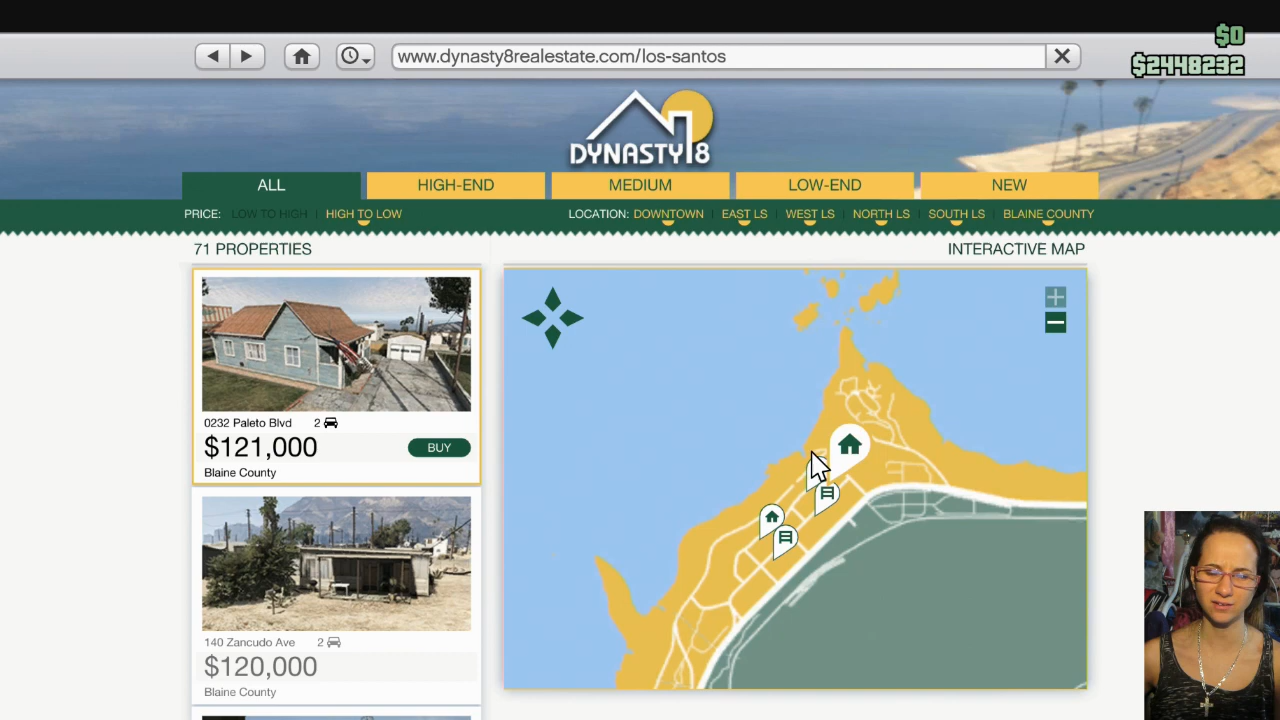 $0
www.dynasty8realestate.com/los-santos
$2448232
DYNASTY8
ALL HIGH-END MEDIUM LOW-END NEW
PRICE: LOW TO HIGH | HIGH TO LOW LOCATION: DOWNTOWN | EAST LS | WEST LS | NORTH LS | SOUTH LS | BLAINE COUNTY
71 PROPERTIES INTERACTIVE MAP
0232 Paleto Blvd 2
$121,000 BUY
Blaine County
140 Zancudo Ave 2
$120,000
Blaine County